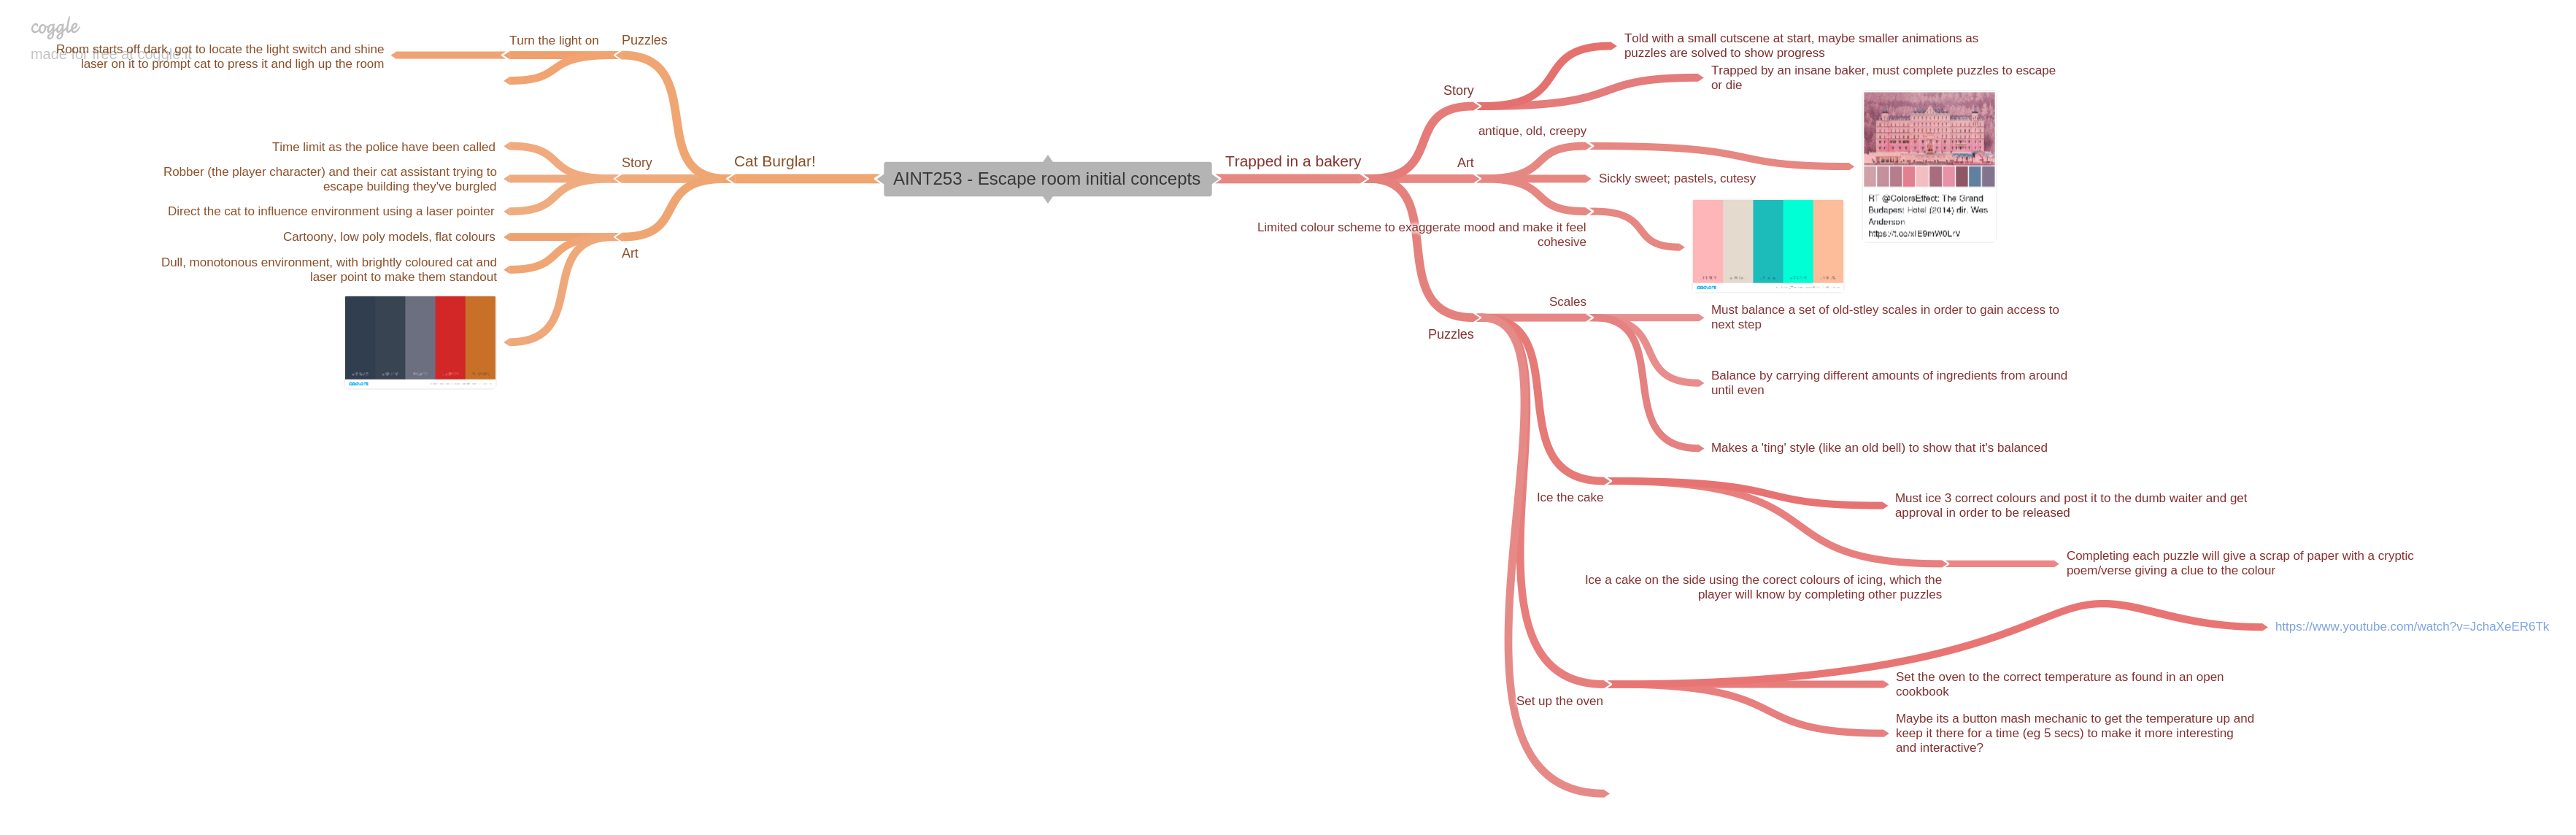 coggle
made for free at coggle.it
Room starts off dark, got to locate the light switch and shine
laser on it to prompt cat to press it and ligh up the room
Turn the light on
Puzzles
Time limit as the police have been called
Robber (the player character) and their cat assistant trying to
escape building they've burgled
Direct the cat to influence environment using a laser pointer
Story
Cat Burglar!
Cartoony, low poly models, flat colours
Dull, monotonous environment, with brightly coloured cat and
laser point to make them standout
Art
AINT253 - Escape room initial concepts
Trapped in a bakery
Story
Told with a small cutscene at start, maybe smaller animations as
puzzles are solved to show progress
Trapped by an insane baker, must complete puzzles to escape
or die
Art
antique, old, creepy
RT @ColorsEffect: The Grand
Budapest Hotel (2014) dir. Wes
Anderson
Sickly sweet; pastels, cutesy
Limited colour scheme to exaggerate mood and make it feel
cohesive
Puzzles
Scales
Must balance a set of old-stley scales in order to gain access to
next step
Balance by carrying different amounts of ingredients from around
until even
Makes a 'ting' style (like an old bell) to show that it's balanced
Ice the cake
Must ice 3 correct colours and post it to the dumb waiter and get
approval in order to be released
Ice a cake on the side using the corect colours of icing, which the
player will know by completing other puzzles
Completing each puzzle will give a scrap of paper with a cryptic
poem/verse giving a clue to the colour
Set up the oven
https://www.youtube.com/watch?v=JchaXeER6Tk
Set the oven to the correct temperature as found in an open
cookbook
Maybe its a button mash mechanic to get the temperature up and
keep it there for a time (eg 5 secs) to make it more interesting
and interactive?